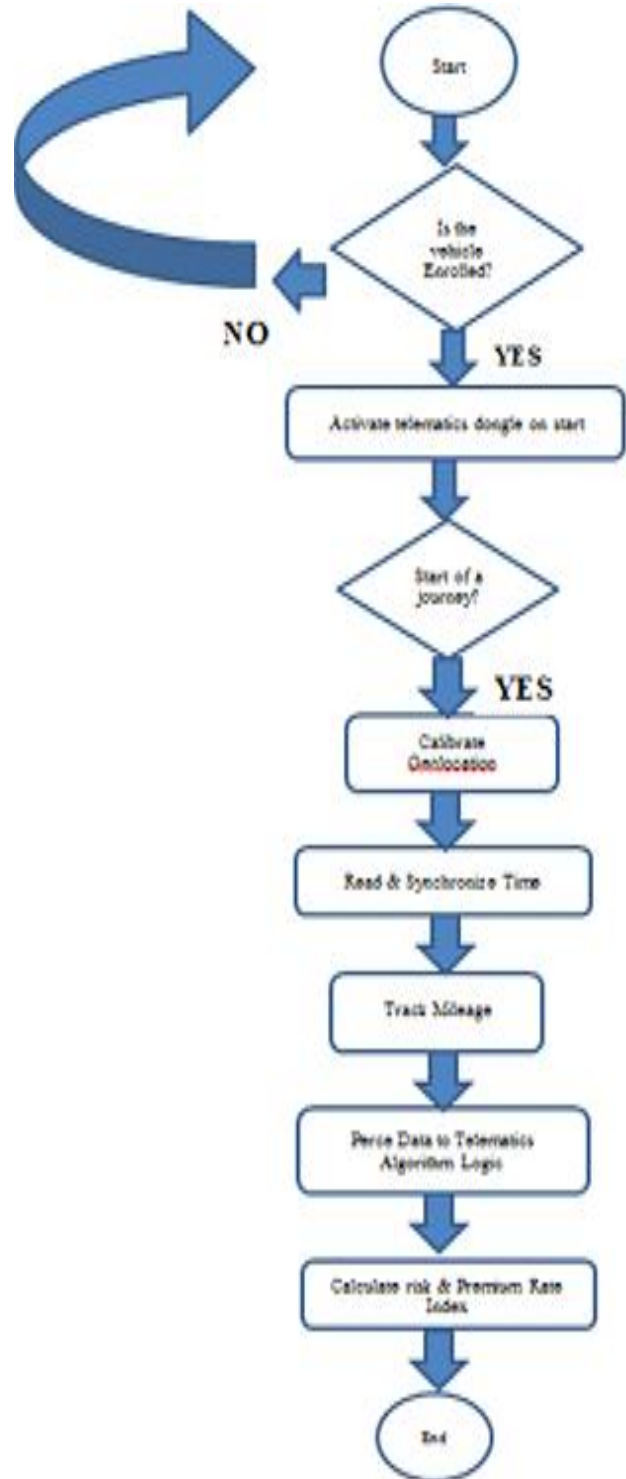 Start
Is the
vehicle
Enrolled?
NO
YES
Activate telematics dongle on start
Start of a
journey?
YES
Calibrate
Geolocation
Read & Synchronize Time
Track Mileage
Perce Data to Telematics
Algorithm Logic
Calculate risk & Premium Rate
Index
End